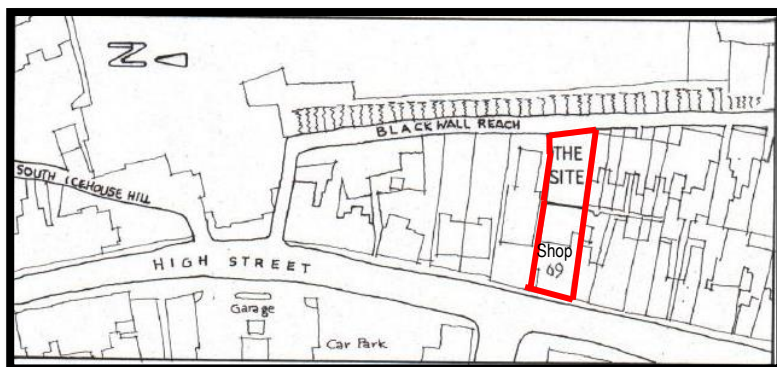 N
BLACKWALL REACH
THE
SITE
SOUTH ICEHOUSE HILL
Shop
69
HIGH STREET
Garage
Car Park